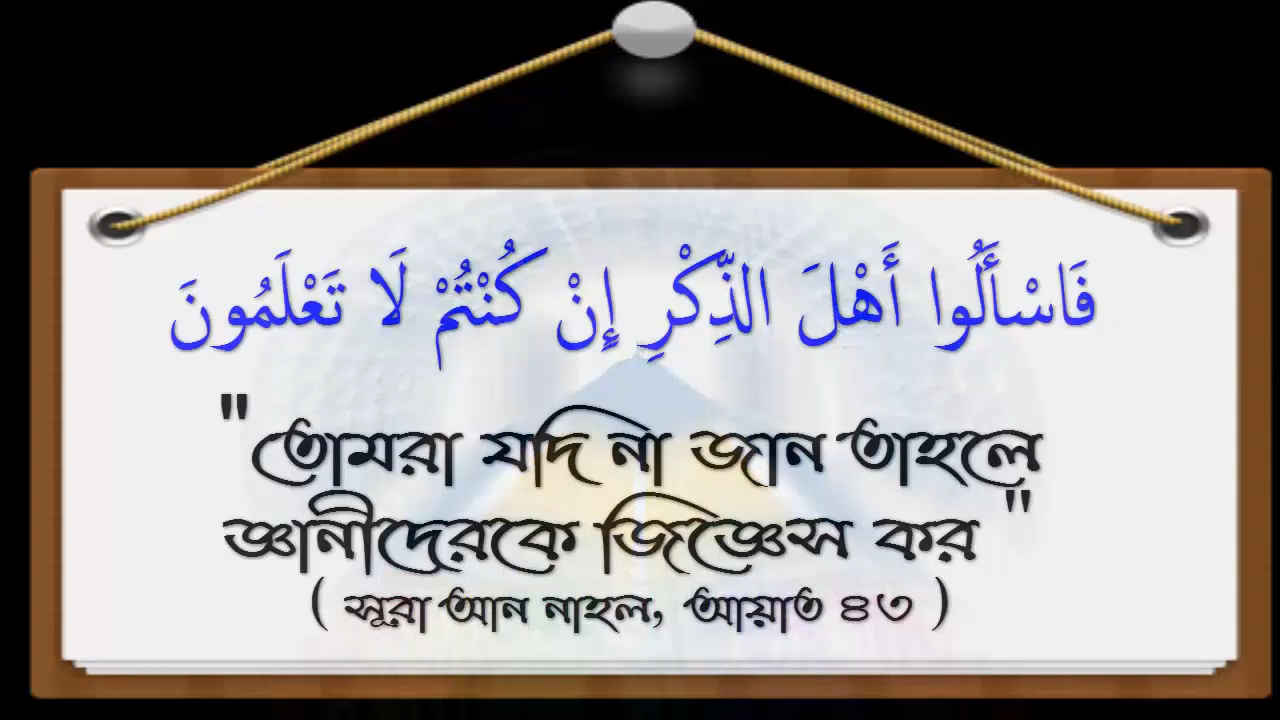 فَاسْأَلُوا أَهْلَ الذِّكْرِ إِنْ كُنْتُمْ لَا تَعْلَمُونَ
"তোমরা যদি না জান তাহলে
জ্ঞানীদেরকে জিজ্ঞেস কর "
( সূরা আন নাহল, আয়াত ৪৩ )